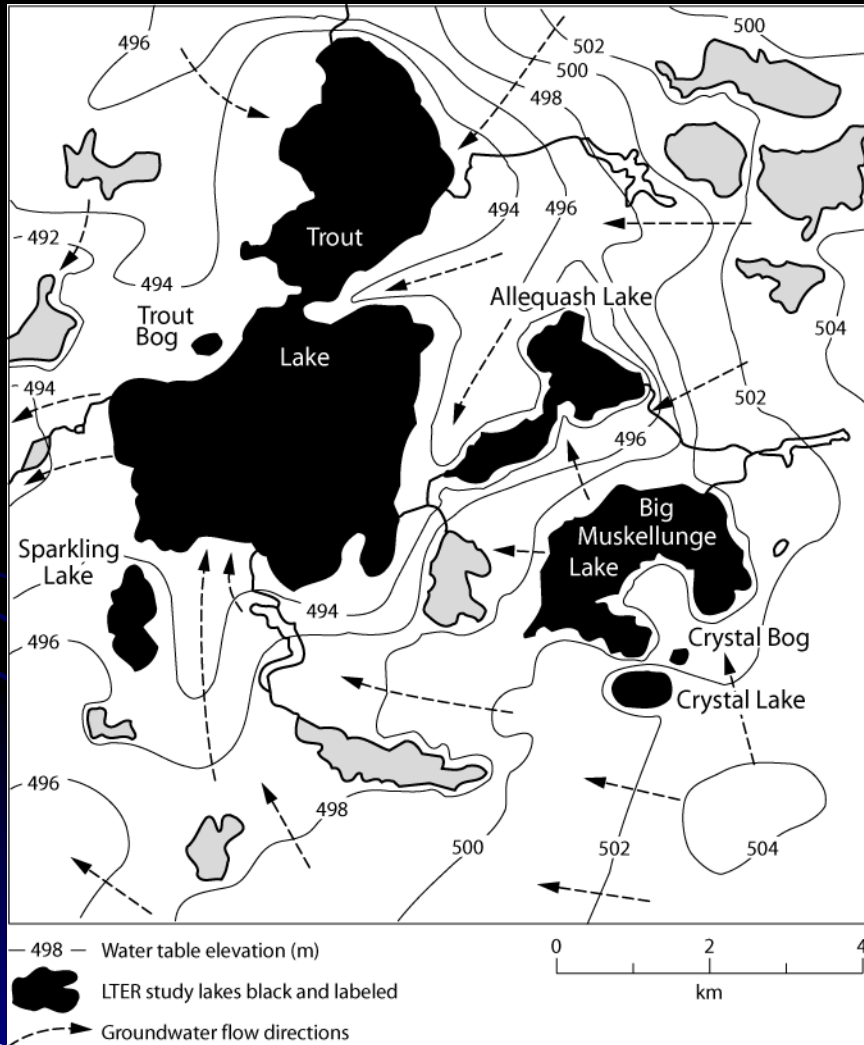 496
502
500
500
498
494
496
492
Trout
494
Allequash Lake
504
Trout
Bog
Lake
494
502
496
Big
Muskellunge
Lake
Sparkling
Lake
494
496
Crystal Bog
Crystal Lake
496
498
500
502
504
498 Water table elevation (m)
0 2 4
km
LTER study lakes black and labeled
Groundwater flow directions